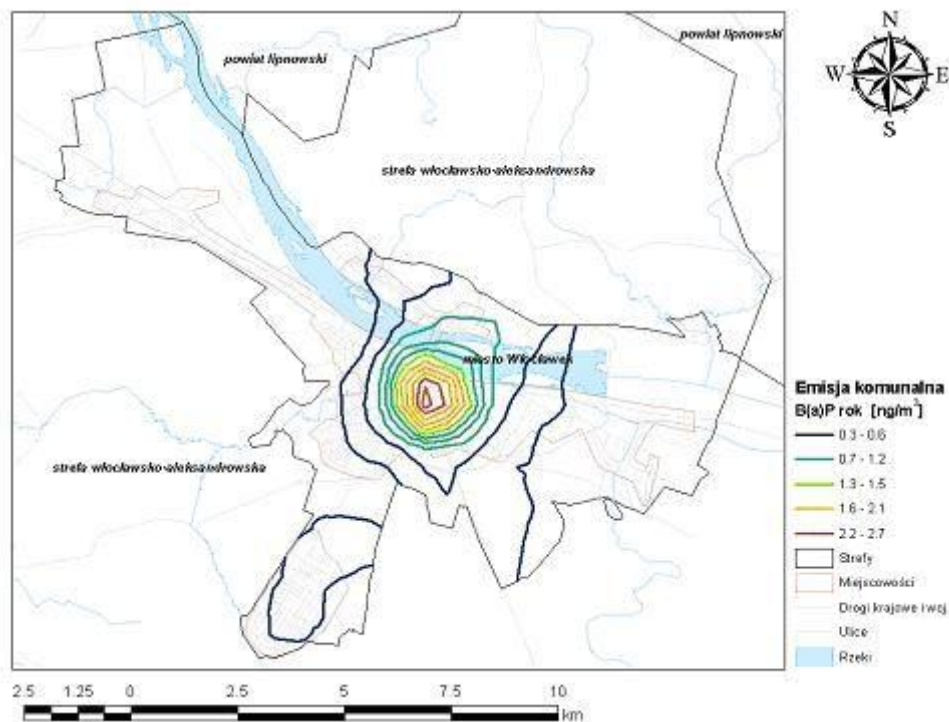 powiat lipnowski
powiat lipnowski
N
W
E
S
strefa włocławsko-aleksandrowska
miasto Włocławek
strefa włocławsko-aleksandrowska
Emisja komunalna
B(a)P rok [ng/m³]
0.3 - 0.6
0.7 - 1.2
1.3 - 1.5
1.6 - 2.1
2.2 - 2.7
Strefy
Miejscowości
Drogi krajowe i woj
Ulice
Rzeki
2.5 1.25 0 2.5 5 7.5 10
km